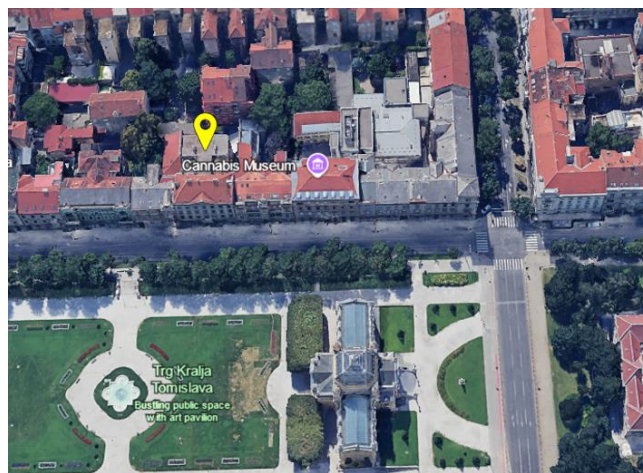 a
Cannabis Museum
Trg Kralja
Tomislava
Bustling public space
with art pavilion